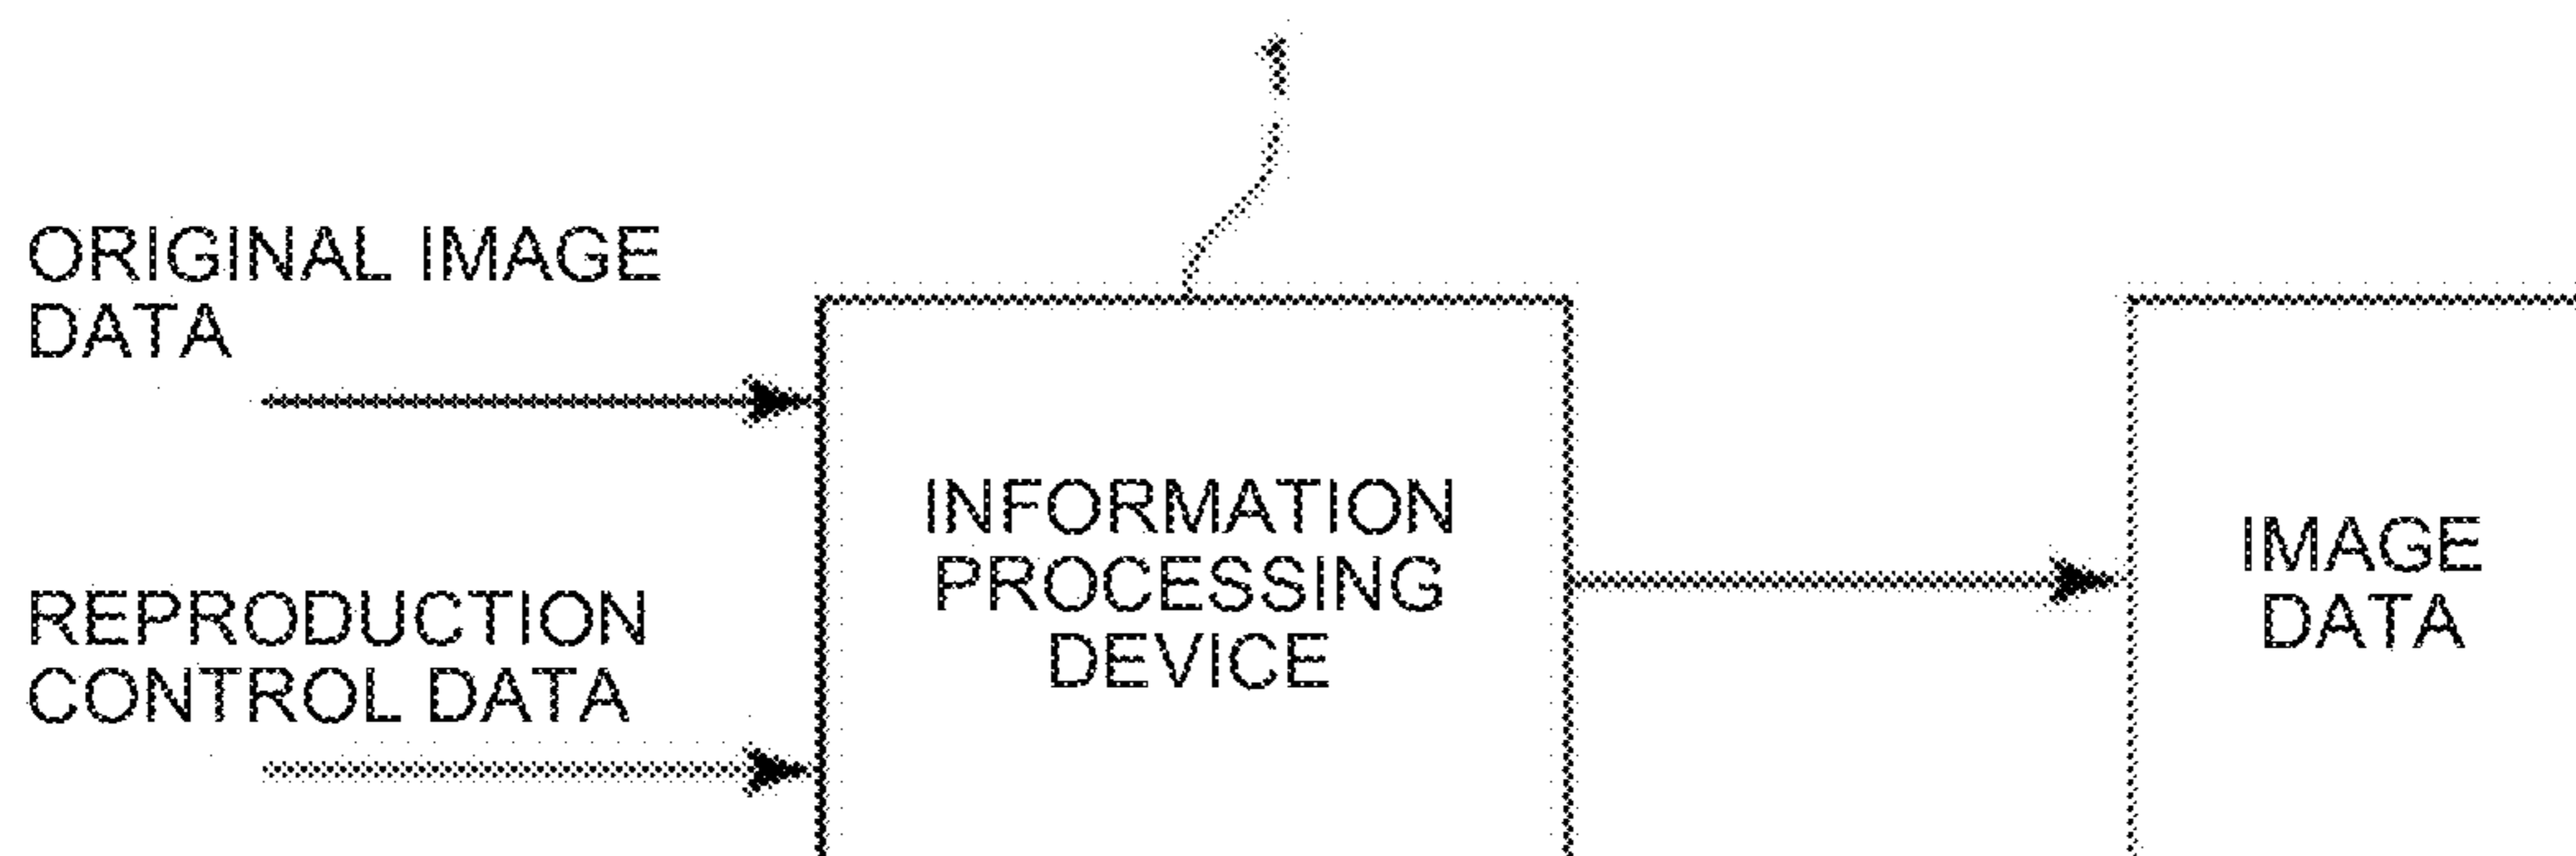 1
ORIGINAL IMAGE
DATA
INFORMATION
PROCESSING
DEVICE
IMAGE
DATA
REPRODUCTION
CONTROL DATA